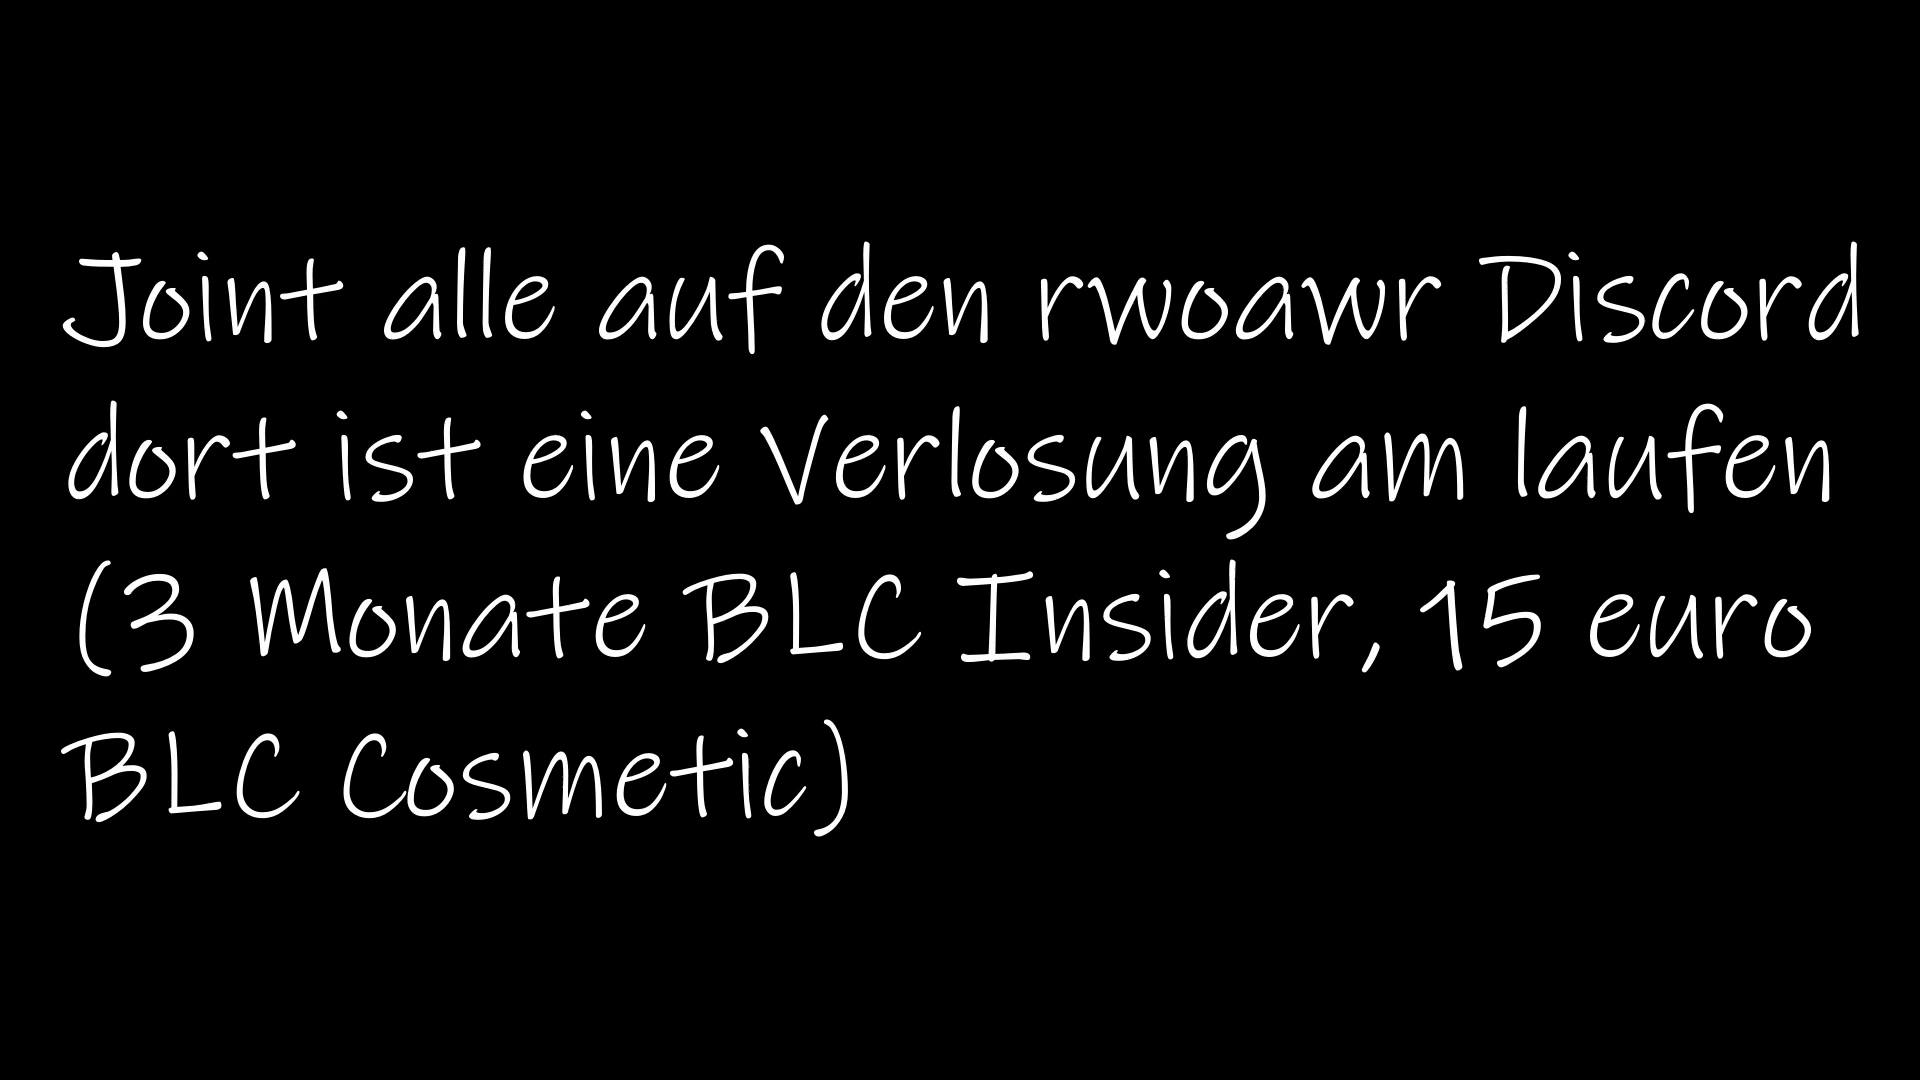 Joint alle auf den rwoawr Discord
dort ist eine Verlosung am laufen
(3 Monate BLC Insider, 15 euro
BLC Cosmetic)